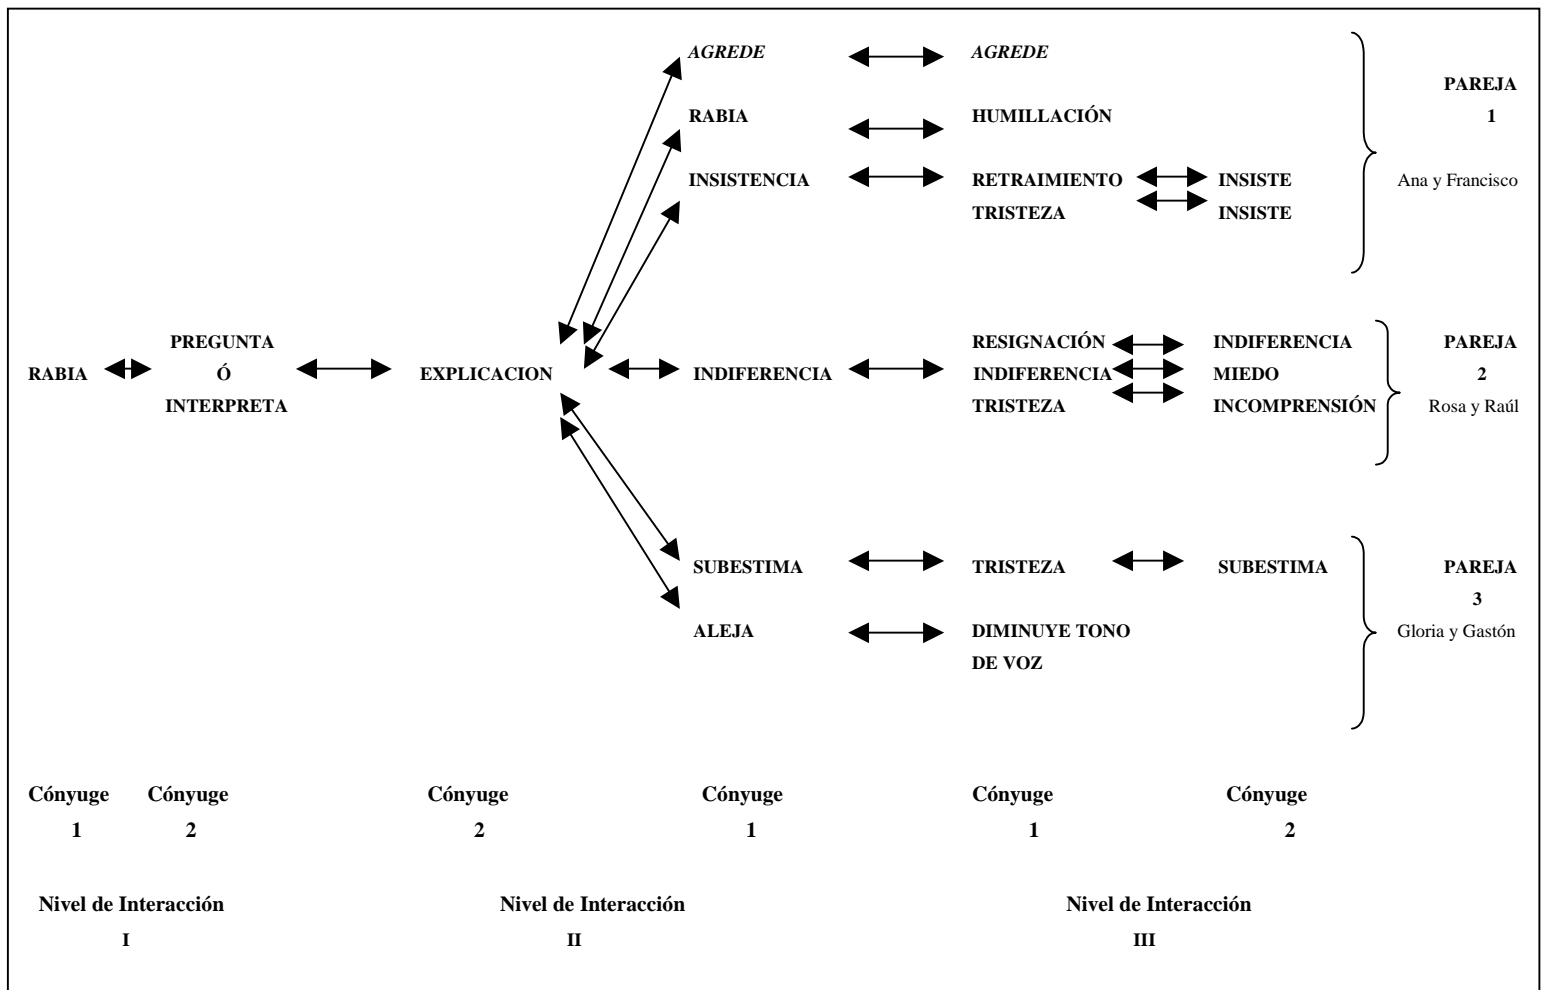 AGREDE AGREDE
PAREJA
RABIA HUMILLACIÓN 1
INSISTENCIA RETRAIMIENTO INSISTE Ana y Francisco
TRISTEZA INSISTE
PREGUNTA RESIGNACIÓN INDIFERENCIA PAREJA
RABIA Ó EXPLICACION INDIFERENCIA INDIFERENCIA MIEDO 2
INTERPRETA TRISTEZA INCOMPRENSIÓN Rosa y Raúl
SUBESTIMA TRISTEZA SUBESTIMA PAREJA
3
ALEJA DIMINUYE TONO Gloria y Gastón
DE VOZ
Cónyuge Cónyuge Cónyuge Cónyuge Cónyuge Cónyuge
1 2 2 1 1 2
Nivel de Interacción Nivel de Interacción Nivel de Interacción
I II III